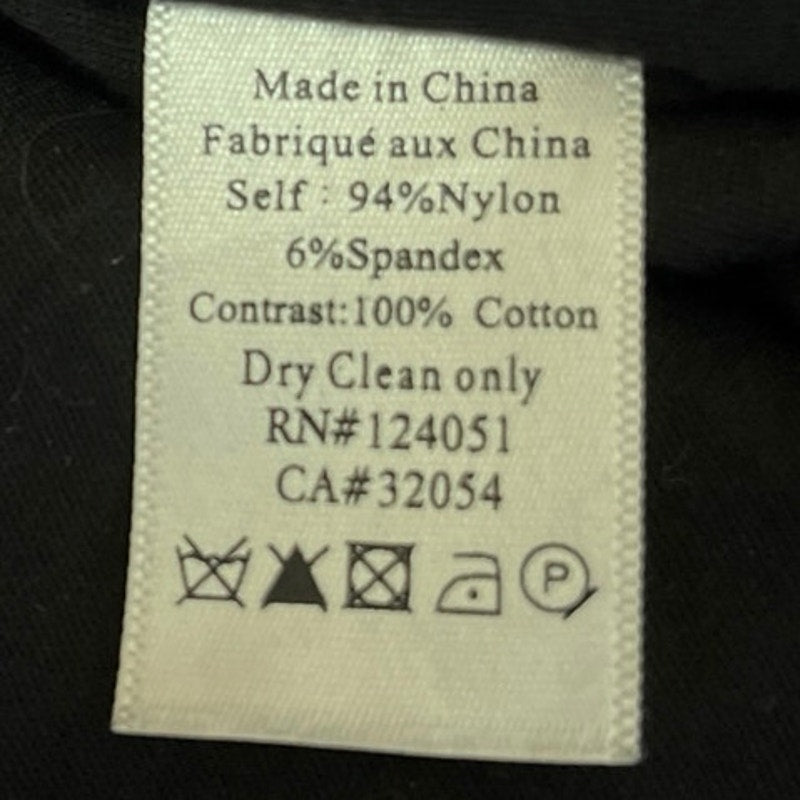 Made in China
Fabriqué aux China
Self : 94%Nylon
6%Spandex
Contrast:100% Cotton
Dry Clean only
RN#124051
CA#32054
P